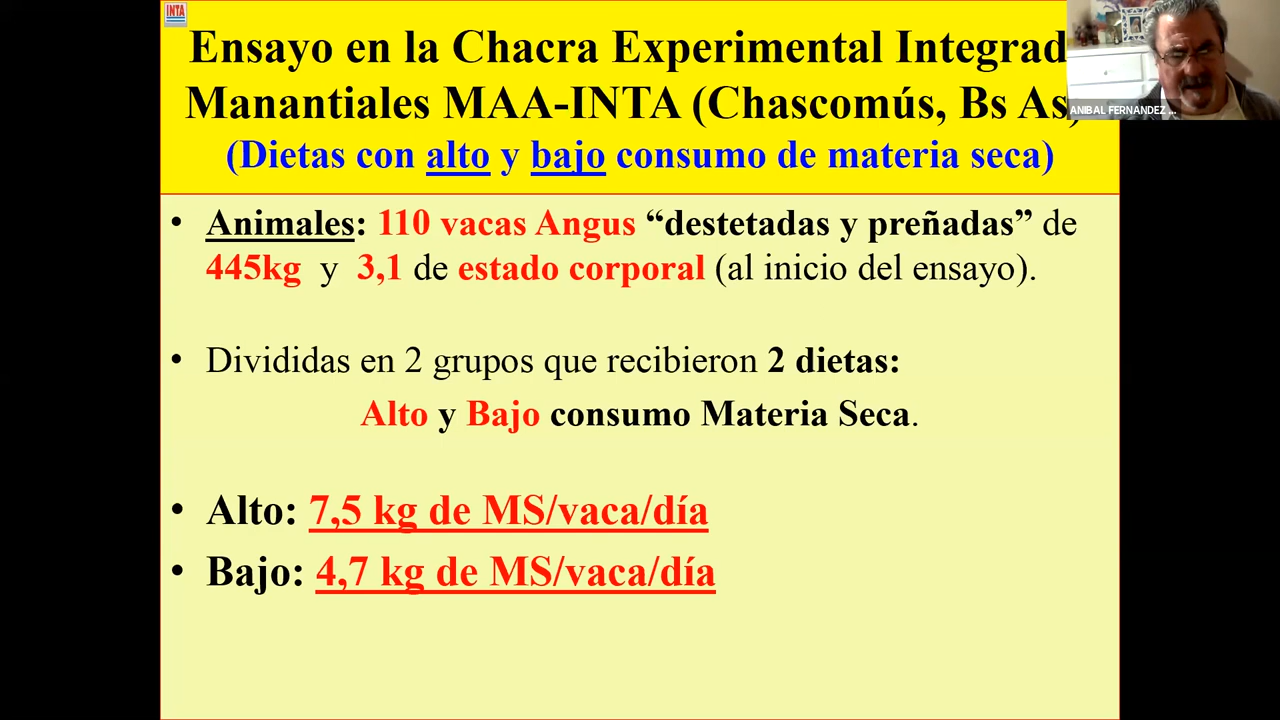 INTA
Ensayo en la Chacra Experimental Integrad
Manantiales MAA-INTA (Chascomús, Bs As)
(Dietas con alto y bajo consumo de materia seca)
ANIBAL FERNANDEZ ...
• Animales: 110 vacas Angus “destetadas y preñadas” de
445kg y 3,1 de estado corporal (al inicio del ensayo).
• Divididas en 2 grupos que recibieron 2 dietas:
Alto y Bajo consumo Materia Seca.
• Alto: 7,5 kg de MS/vaca/día
• Bajo: 4,7 kg de MS/vaca/día